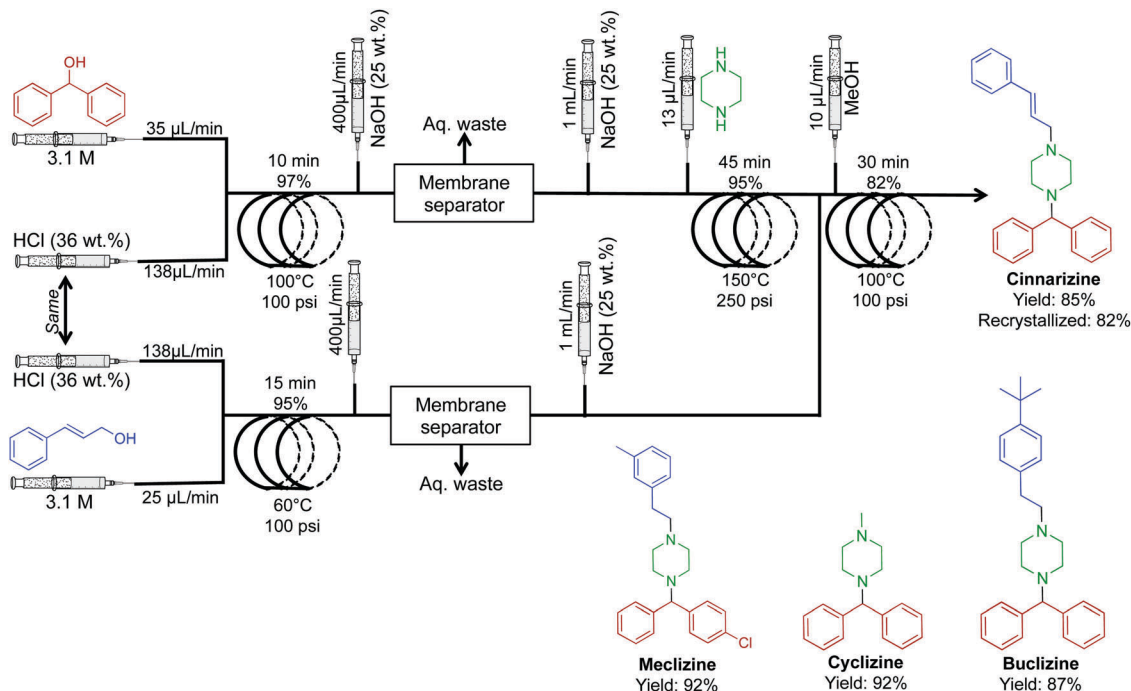 OH
3.1 M
35 µL/min
HCl (36 wt.%)
138µL/min
Same
10 min
97%
100°C
100 psi
400µL/min
NaOH (25 wt.%)
Aq. waste
Membrane
separator
1 mL/min
NaOH (25 wt.%)
13 µL/min
H
N
N
H
45 min
95%
150°C
250 psi
10 µL/min
MeOH
30 min
82%
100°C
100 psi
N
N
Cinnarizine
Yield: 85%
Recrystallized: 82%
138µL/min
HCl (36 wt.%)
OH
3.1 M
25 µL/min
15 min
95%
60°C
100 psi
400µL/min
Membrane
separator
Aq. waste
1 mL/min
NaOH (25 wt.%)
N
N
Cl
Meclizine
Yield: 92%
N
N
Cyclizine
Yield: 92%
N
N
Buclizine
Yield: 87%